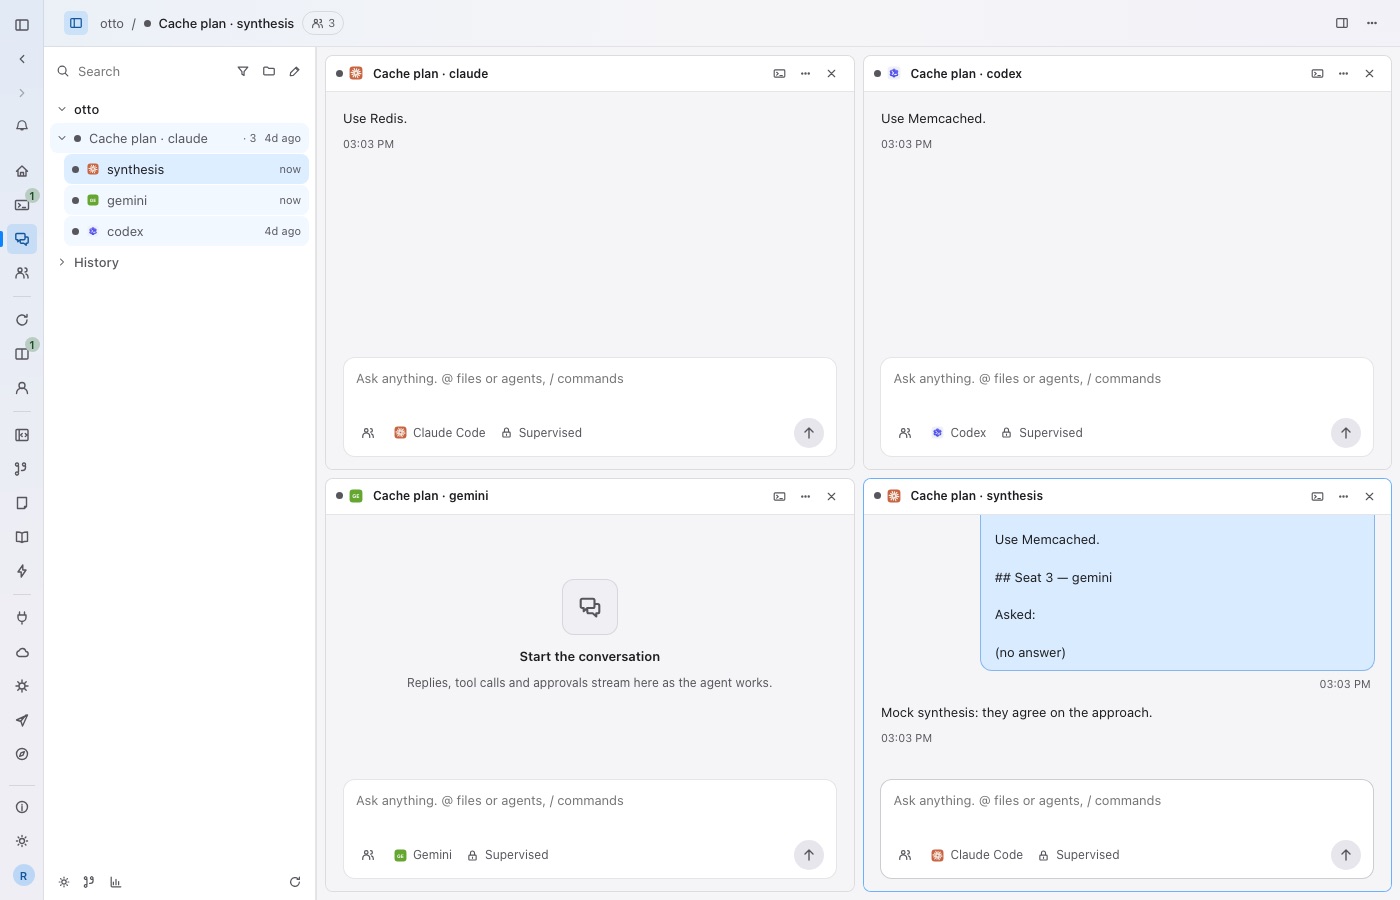 otto / Cache plan · synthesis 3
Search
otto
Cache plan · claude · 3 4d ago
synthesis now
gemini now
codex 4d ago
History
1
1
R
Cache plan · claude
Use Redis.
03:03 PM
Ask anything. @ files or agents, / commands
Claude Code Supervised
Cache plan · codex
Use Memcached.
03:03 PM
Ask anything. @ files or agents, / commands
Codex Supervised
GE Cache plan · gemini
Start the conversation
Replies, tool calls and approvals stream here as the agent works.
Ask anything. @ files or agents, / commands
GE Gemini Supervised
Cache plan · synthesis
Use Memcached.
## Seat 3 — gemini
Asked:
(no answer)
03:03 PM
Mock synthesis: they agree on the approach.
03:03 PM
Ask anything. @ files or agents, / commands
Claude Code Supervised